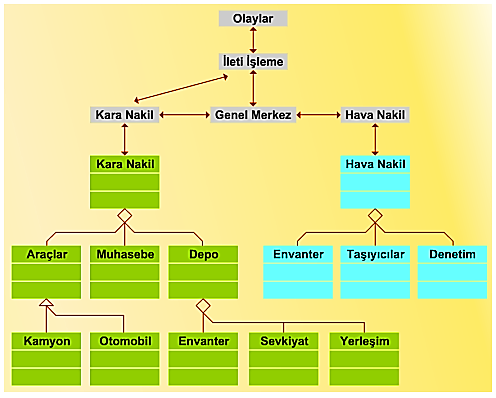 Olaylar
İleti İşleme
Kara Nakil Genel Merkez Hava Nakil
Kara Nakil Hava Nakil
Araçlar Muhasebe Depo Envanter Taşıyıcılar Denetim
Kamyon Otomobil Envanter Sevkiyat Yerleşim